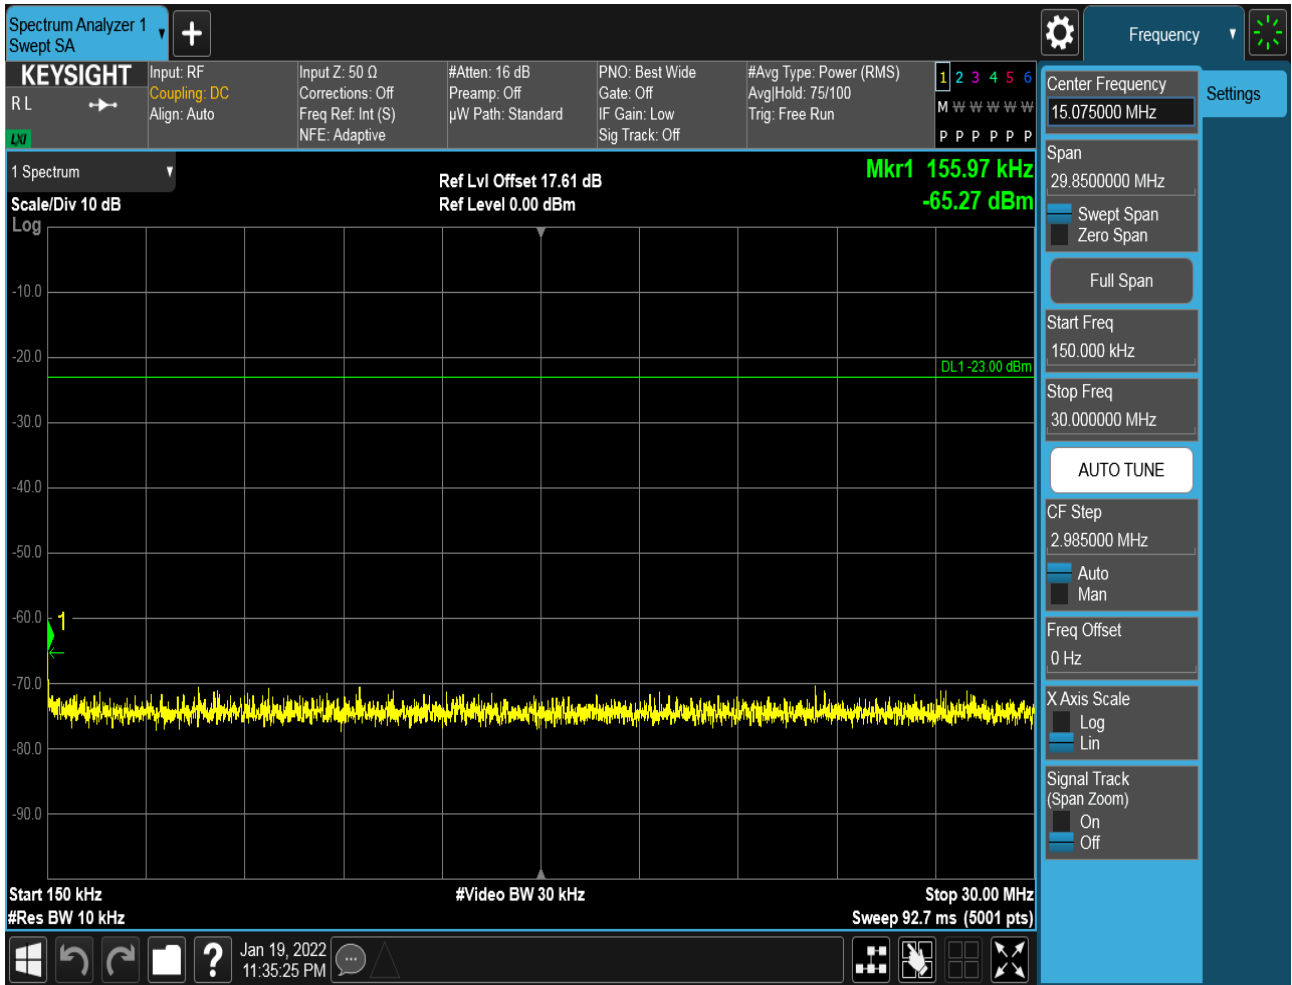 Spectrum Analyzer 1
Swept SA
Frequency
KEYSIGHT
R L
LXI
Input: RF
Coupling: DC
Align: Auto
Input Z: 50 Ω
Corrections: Off
Freq Ref: Int (S)
NFE: Adaptive
#Atten: 16 dB
Preamp: Off
µW Path: Standard
PNO: Best Wide
Gate: Off
IF Gain: Low
Sig Track: Off
#Avg Type: Power (RMS)
Avg|Hold: 75/100
Trig: Free Run
1 2 3 4 5 6
M W W W W W
P P P P P P
1 Spectrum
Scale/Div 10 dB
Log
Ref Lvl Offset 17.61 dB
Ref Level 0.00 dBm
Mkr1 155.97 kHz
-65.27 dBm
-10.0
-20.0
DL1 -23.00 dBm
-30.0
-40.0
-50.0
-60.0
1
-70.0
-80.0
-90.0
Start 150 kHz
#Res BW 10 kHz
#Video BW 30 kHz
Stop 30.00 MHz
Sweep 92.7 ms (5001 pts)
Center Frequency
15.075000 MHz
Settings
Span
29.8500000 MHz
Swept Span
Zero Span
Full Span
Start Freq
150.000 kHz
Stop Freq
30.000000 MHz
AUTO TUNE
CF Step
2.985000 MHz
Auto
Man
Freq Offset
0 Hz
X Axis Scale
Log
Lin
Signal Track
(Span Zoom)
On
Off
?
Jan 19, 2022
11:35:25 PM